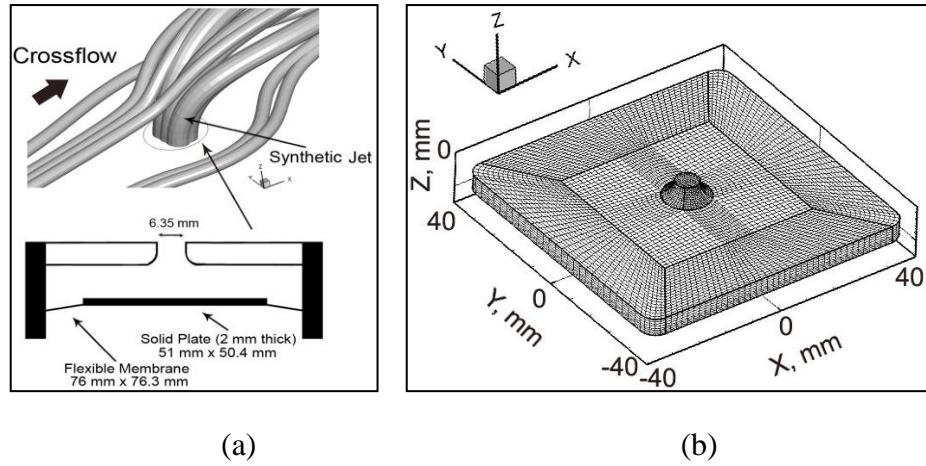 Crossflow
Synthetic Jet
Z
X
6.35 mm
Solid Plate (2 mm thick)
51 mm x 50.4 mm
Flexible Membrane
76 mm x 76.3 mm
(a)
Z
Y
X
Z, mm
0
40
Y, mm
0
-40
-40
0
40
X, mm
(b)